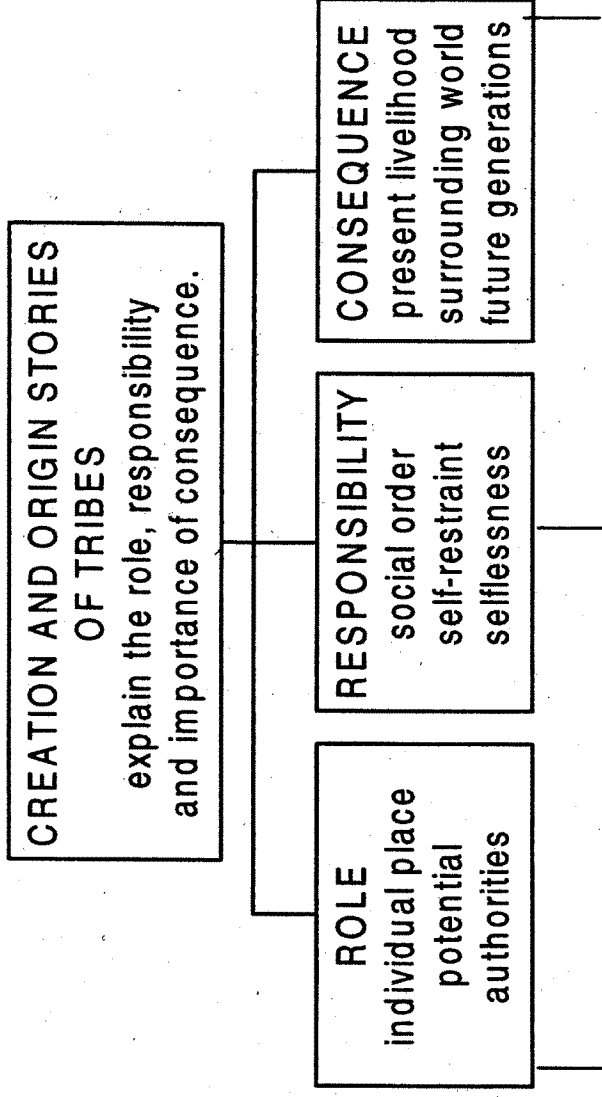 CREATION AND ORIGIN STORIES
OF TRIBES
explain the role, responsibility
and importance of consequence.
ROLE
individual place
potential
authorities
RESPONSIBILITY
social order
self-restraint
selflessness
CONSEQUENCE
present livelihood
surrounding world
future generations